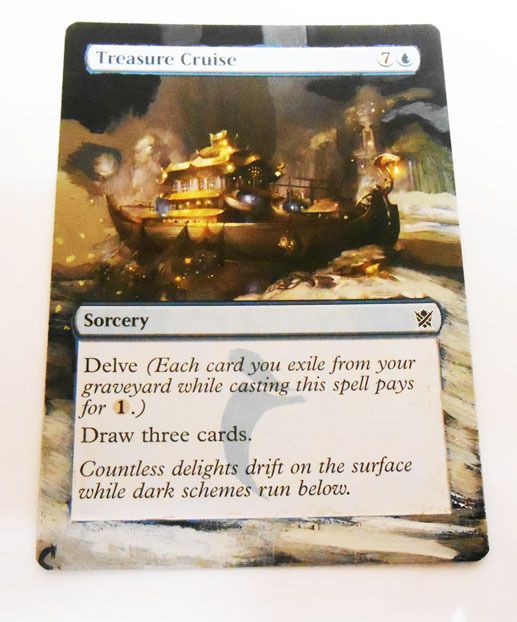 Treasure Cruise 7
Sorcery
Delve (Each card you exile from your
graveyard while casting this spell pays
for 1.)
Draw three cards.
Countless delights drift on the surface
while dark schemes run below.